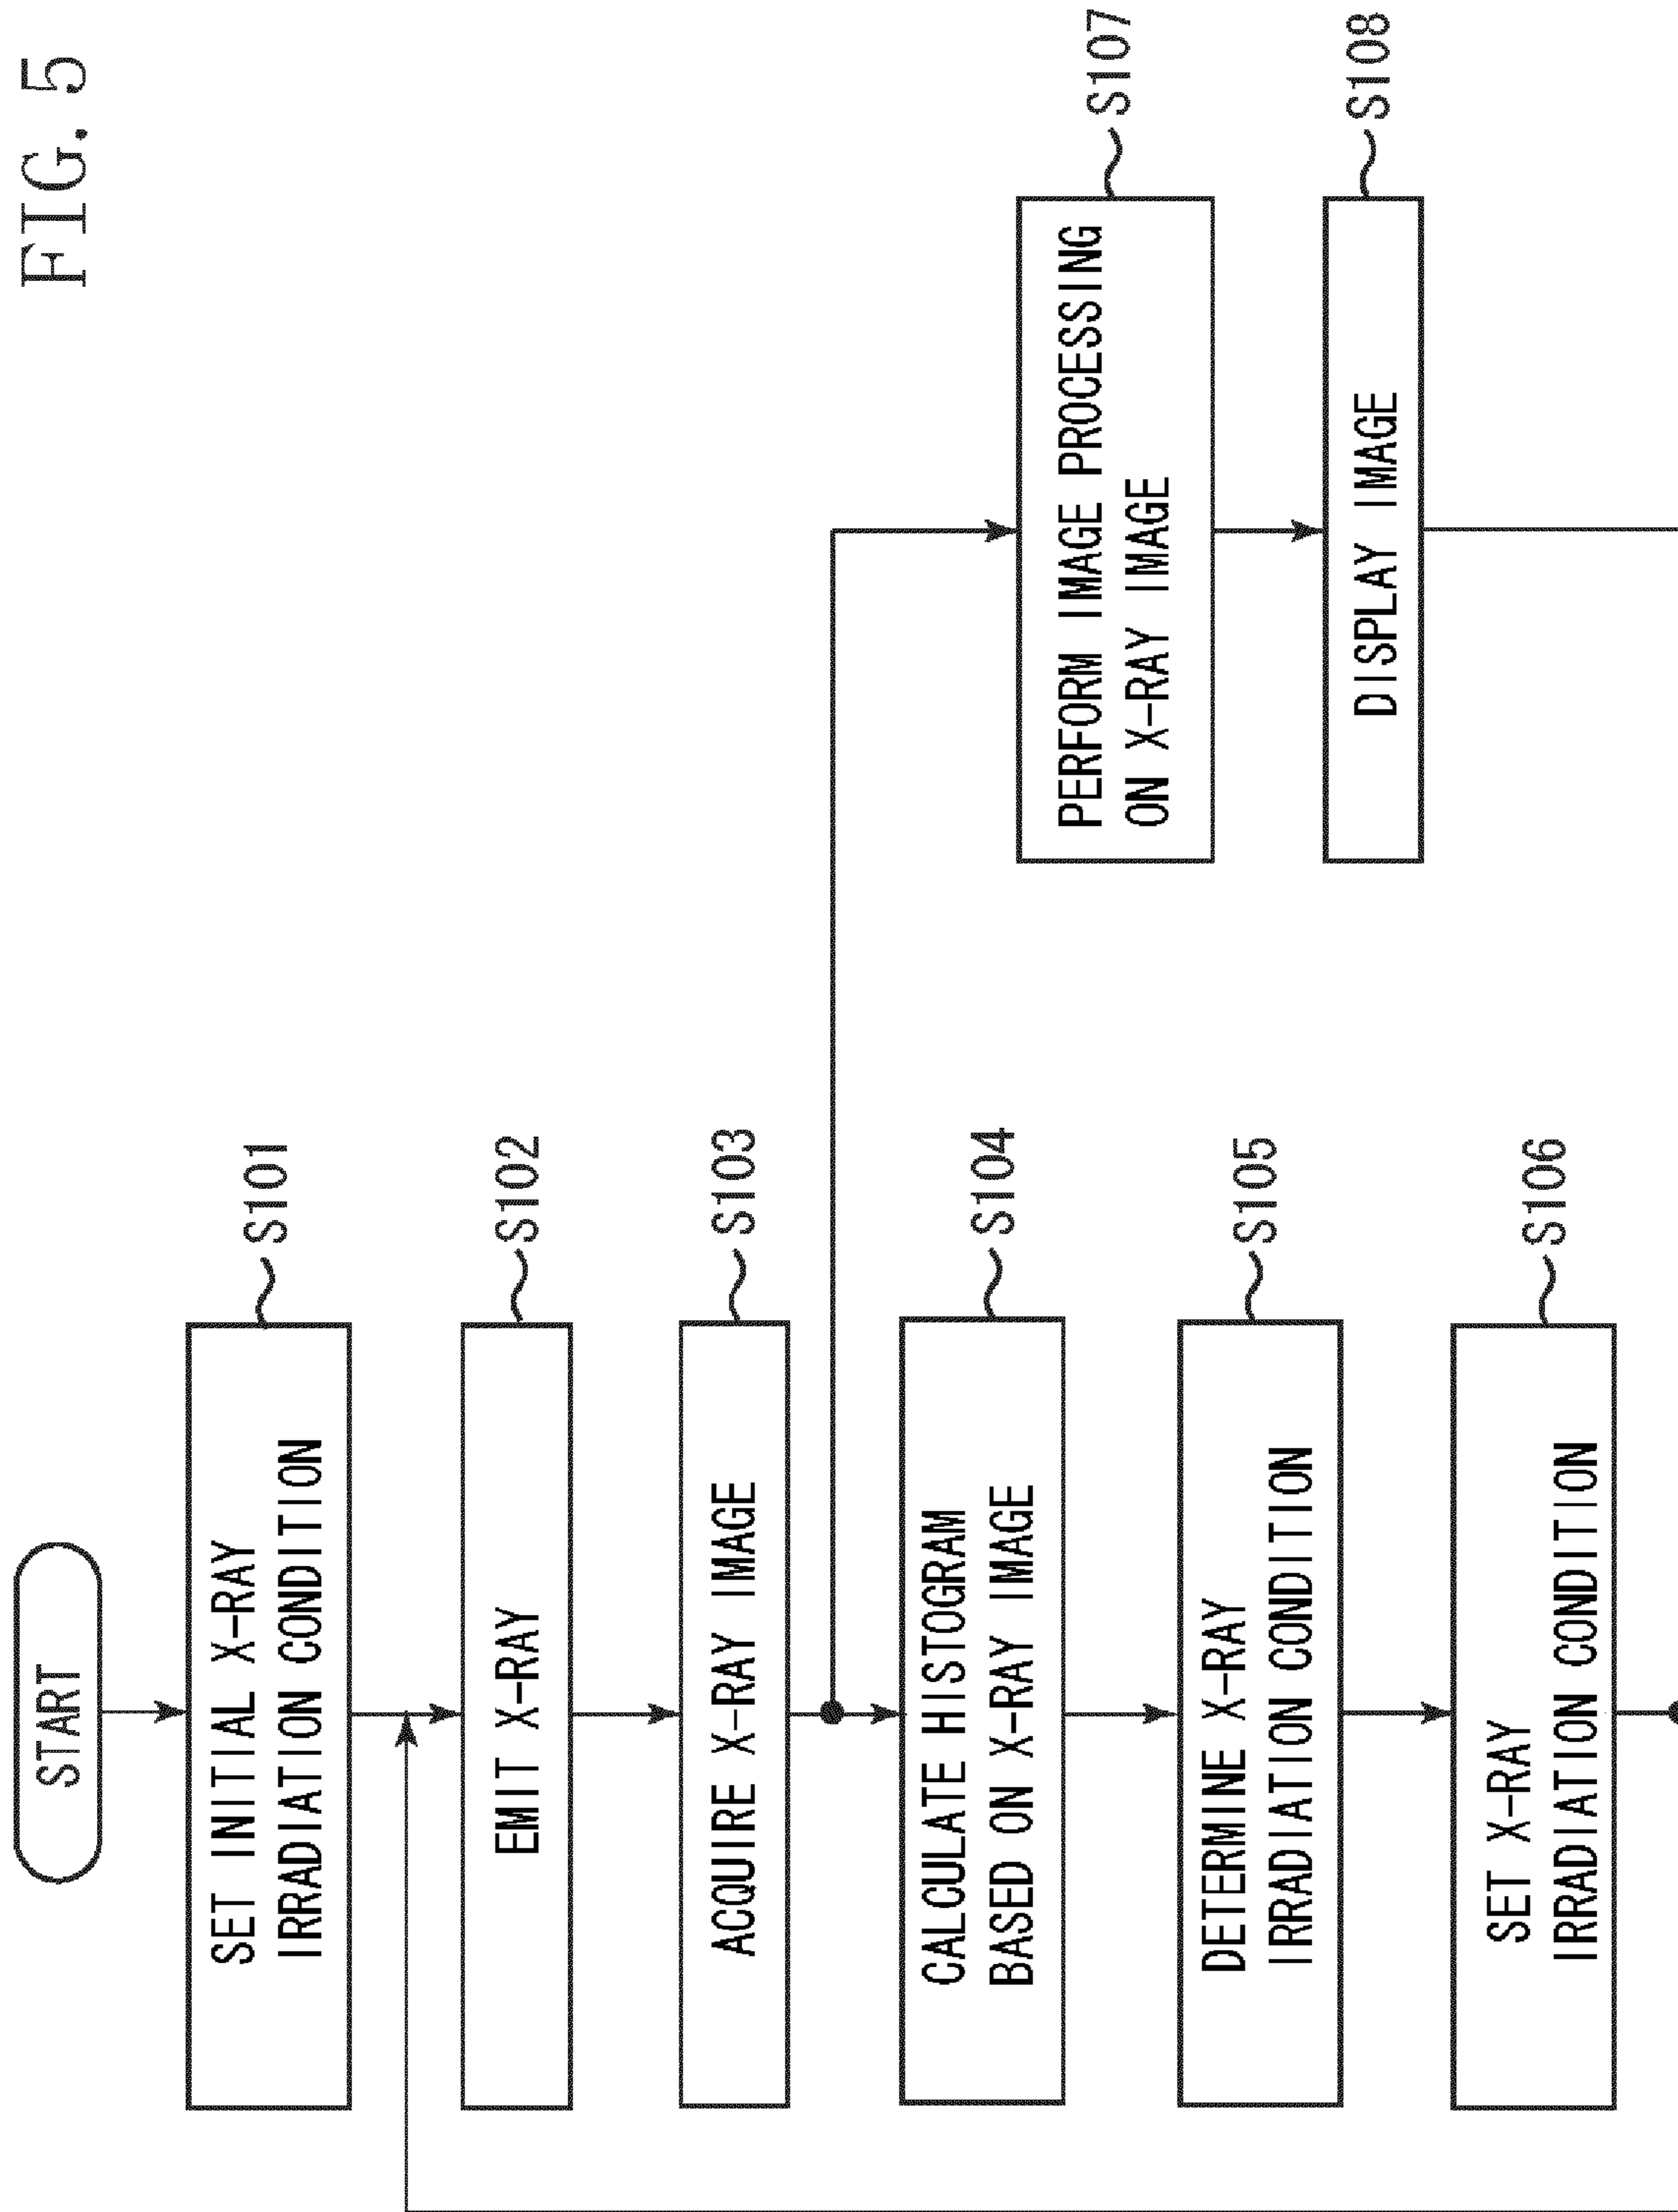 FIG. 5
START
SET INITIAL X-RAY
IRRADIATION CONDITION
S101
EMIT X-RAY
S102
ACQUIRE X-RAY IMAGE
S103
CALCULATE HISTOGRAM
BASED ON X-RAY IMAGE
S104
DETERMINE X-RAY
IRRADIATION CONDITION
S105
SET X-RAY
IRRADIATION CONDITION
S106
PERFORM IMAGE PROCESSING
ON X-RAY IMAGE
S107
DISPLAY IMAGE
S108